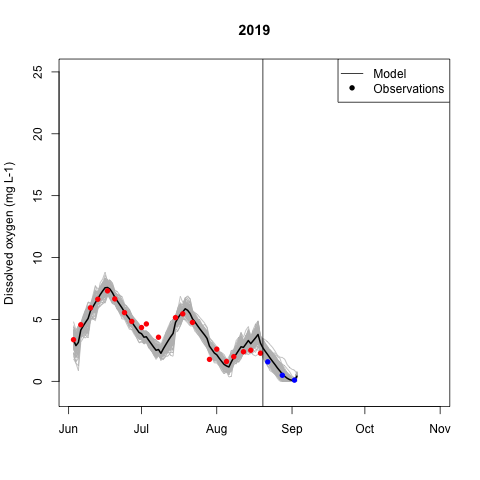 2019
Model
Observations
Dissolved oxygen (mg L-1)
25
20
15
10
5
0
Jun Jul Aug Sep Oct Nov